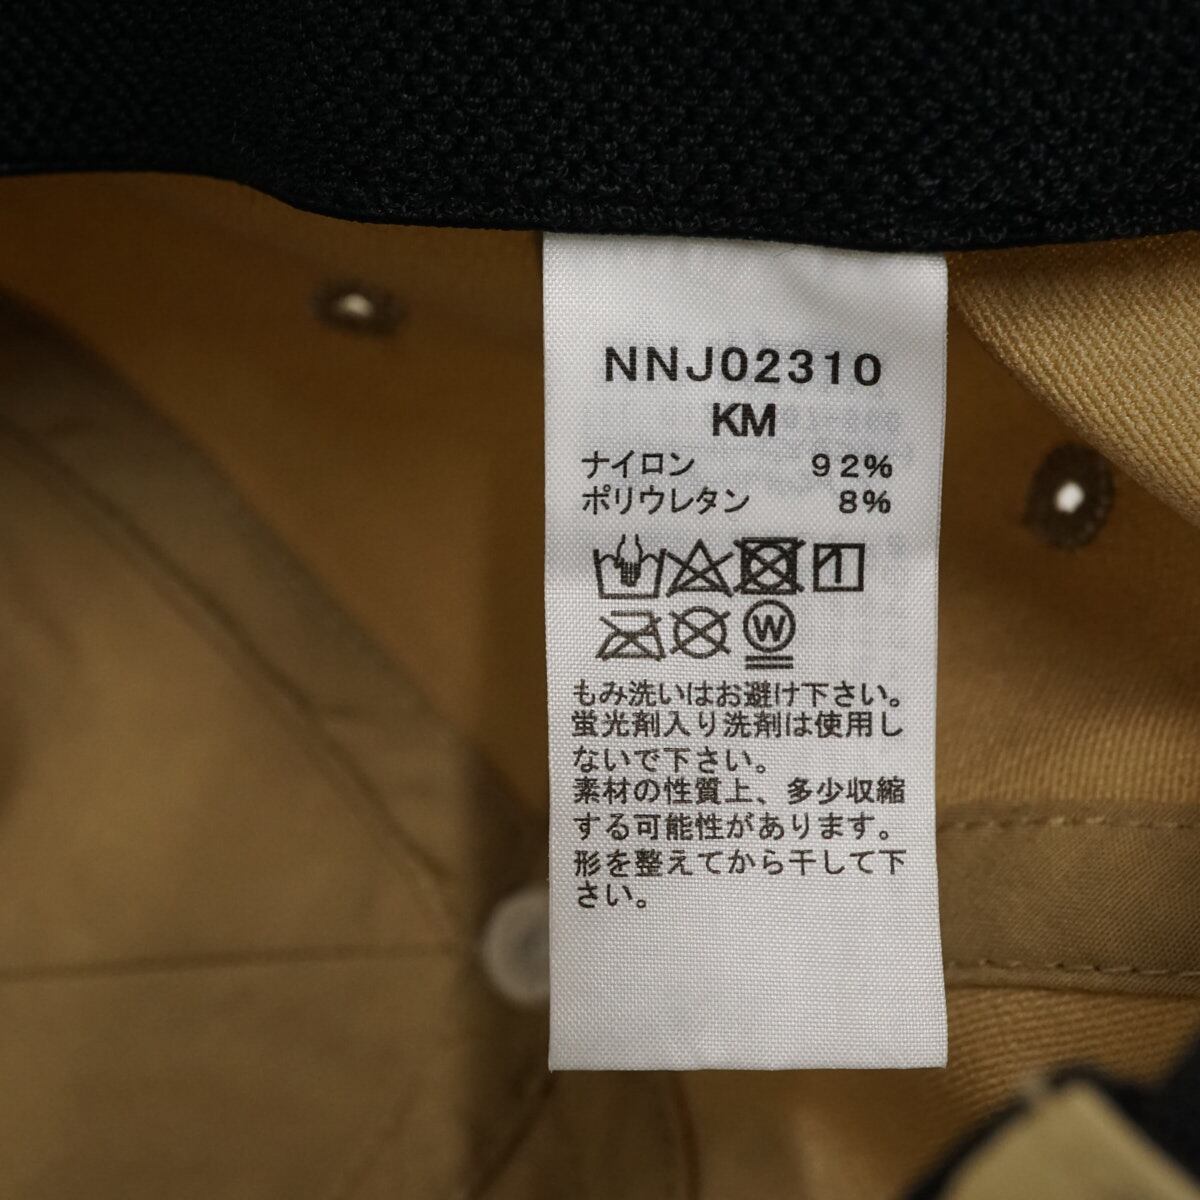 NNJ02310
KM
ナイロン 92%
ポリウレタン 8%
W
もみ洗いはお避け下さい。
蛍光剤入り洗剤は使用し
ないで下さい。
素材の性質上、多少収縮
する可能性があります。
形を整えてから干して下
さい。